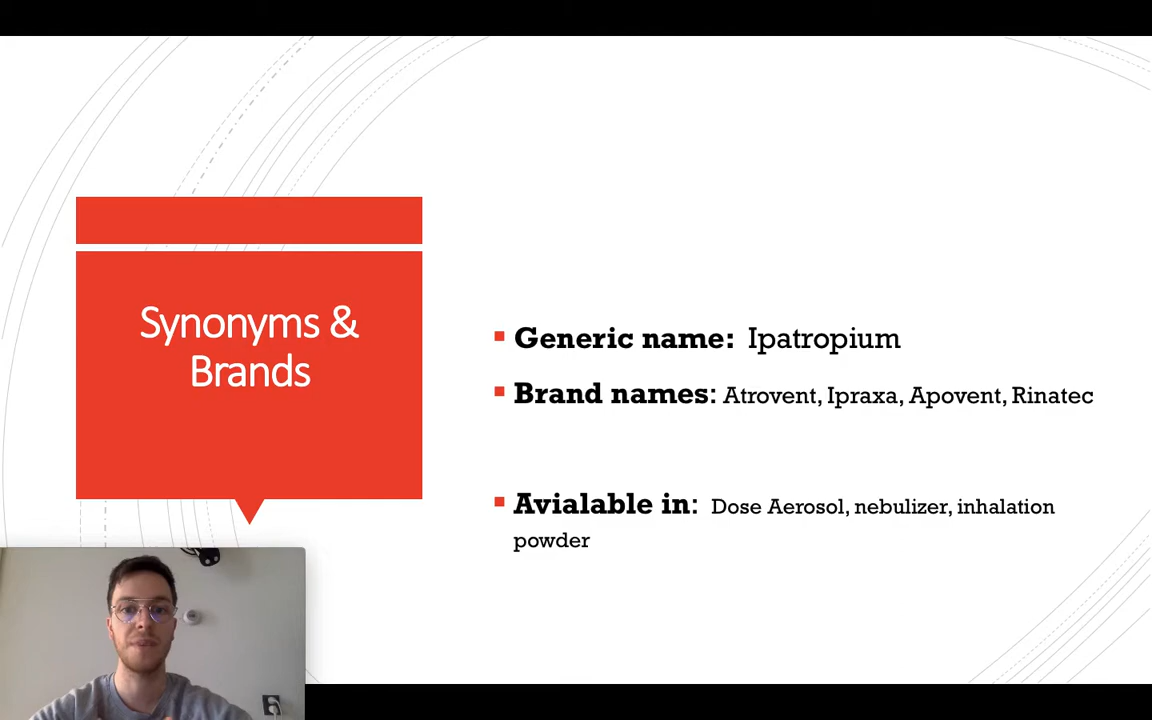 Synonyms &
Brands
Generic name: Ipatropium
Brand names: Atrovent, Ipraxa, Apovent, Rinatec
Avialable in: Dose Aerosol, nebulizer, inhalation
powder